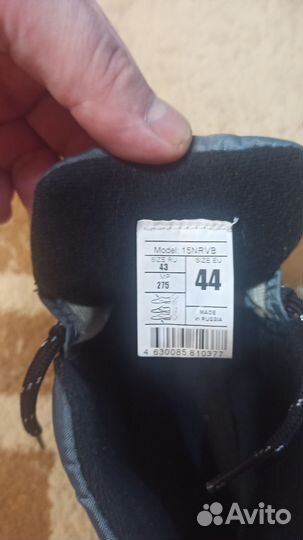 Model: 15NRVB
SIZE RU
43
MP
275
SIZE EU
44
MADE
IN RUSSIA
4 630085 810377
Avito